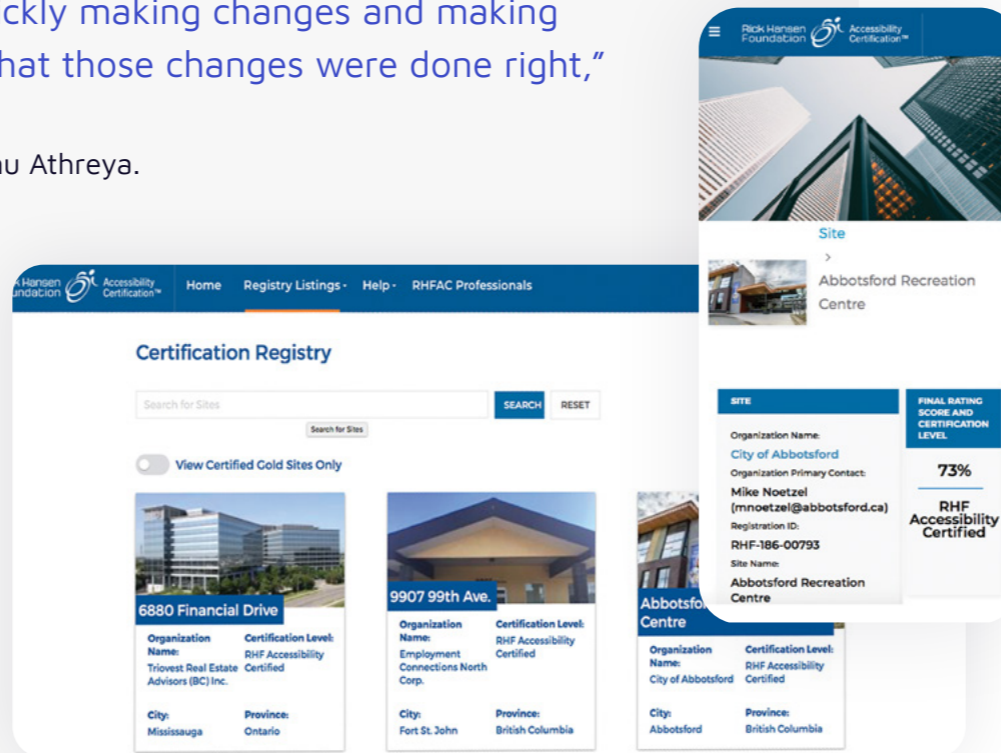 ickly making changes and making
hat those changes were done right,”
u Athreya.
Rick Hansen
Foundation
Accessibility
Certification™
Site
>
Abbotsford Recreation
Centre
SITE
Organization Name:
City of Abbotsford
Organization Primary Contact:
Mike Noetzel
(mnoetzel@abbotsford.ca)
Registration ID:
RHF-186-00793
Site Name:
Abbotsford Recreation
Centre
FINAL RATING
SCORE AND
CERTIFICATION
LEVEL
73%
RHF
Accessibility
Certified
k Hansen
undation
Accessibility
Certification™
Home Registry Listings Help RHFAC Professionals
Certification Registry
Search for Sites SEARCH RESET
Search for Sites
View Certified Gold Sites Only
6880 Financial Drive
Organization
Name:
Triovest Real Estate
Advisors (BC) Inc.
Certification Level:
RHF Accessibility
Certified
City:
Mississauga
Province:
Ontario
9907 99th Ave.
Organization
Name:
Employment
Connections North
Corp.
Certification Level:
RHF Accessibility
Certified
City:
Fort St. John
Province:
British Columbia
Abbotsfo
Centre
Organization
Name:
City of Abbotsford
Certification Level:
RHF Accessibility
Certified
City:
Abbotsford
Province:
British Columbia